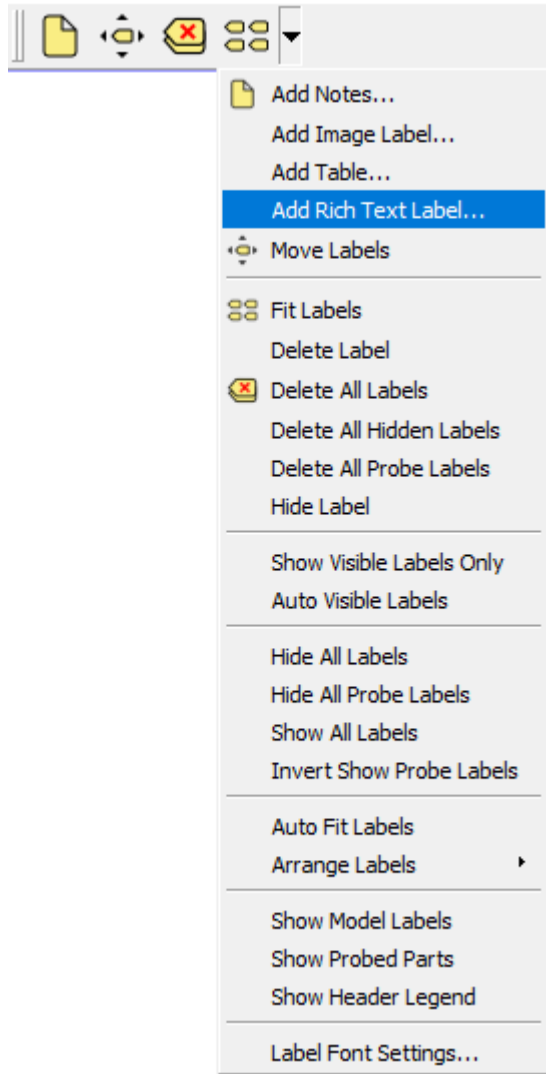 Add Notes...
Add Image Label...
Add Table...
Add Rich Text Label...
Move Labels
Fit Labels
Delete Label
Delete All Labels
Delete All Hidden Labels
Delete All Probe Labels
Hide Label
Show Visible Labels Only
Auto Visible Labels
Hide All Labels
Hide All Probe Labels
Show All Labels
Invert Show Probe Labels
Auto Fit Labels
Arrange Labels
Show Model Labels
Show Probed Parts
Show Header Legend
Label Font Settings...